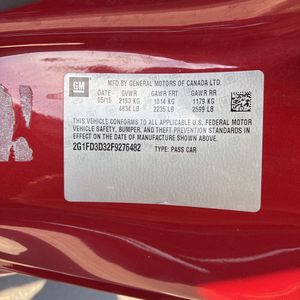 GM
MFD BY GENERAL MOTORS OF CANADA LTD.
DATE GVWR GAWR FRT GAWR RR
05/15 2193 KG 1014 KG 1179 KG
4834 LB 2235 LB 2599 LB
THIS VEHICLE CONFORMS TO ALL APPLICABLE U.S. FEDERAL MOTOR
VEHICLE SAFETY, BUMPER, AND THEFT PREVENTION STANDARDS
IN EFFECT ON THE DATE OF MANUFACTURE SHOWN ABOVE.
2G1FD3D32F9276482 TYPE: PASS CAR